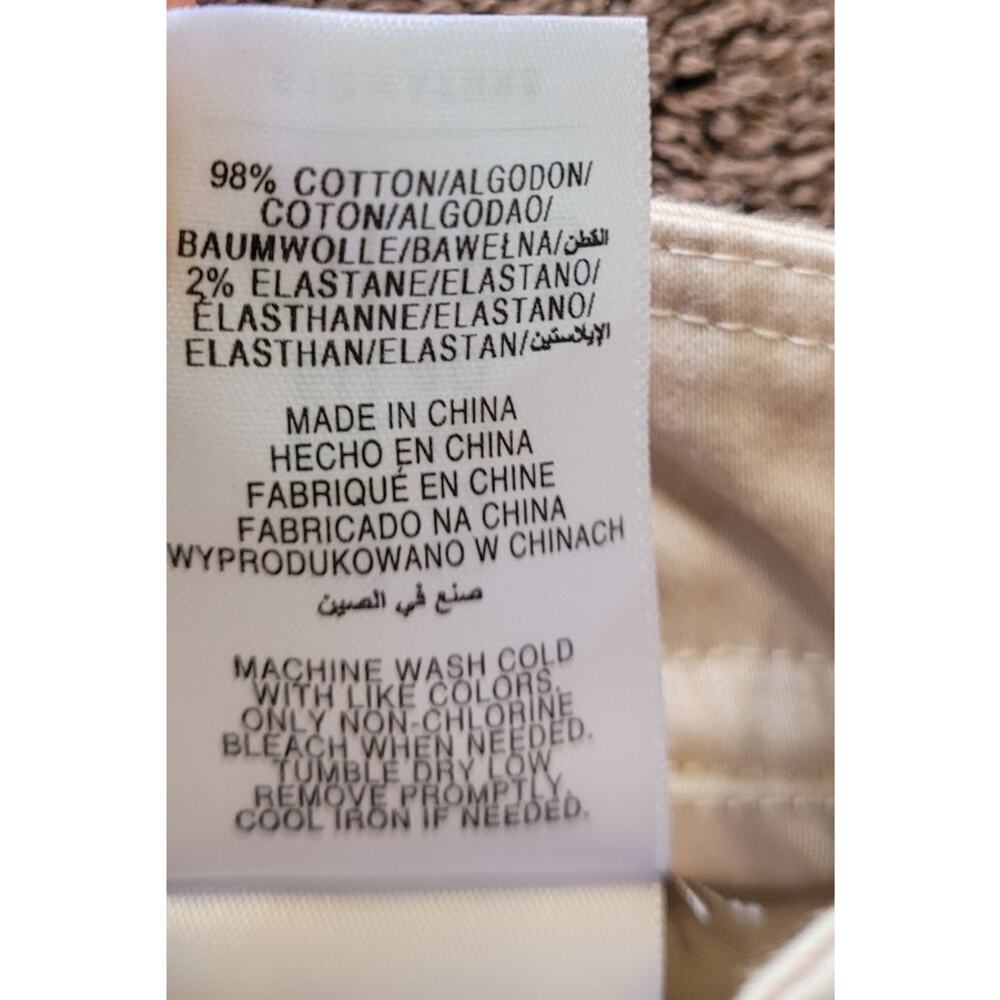 98% COTTON/ALGODON/
COTON/ALGODAO/
BAUMWOLLE/BAWEŁNA/القطن
2% ELASTANE/ELASTANO/
ÉLASTHANNE/ELASTANO/
ELASTHAN/ELASTAN/الإيلاستين
MADE IN CHINA
HECHO EN CHINA
FABRIQUÉ EN CHINE
FABRICADO NA CHINA
WYPRODUKOWANO W CHINACH
صنع في الصين
MACHINE WASH COLD
WITH LIKE COLORS.
ONLY NON-CHLORINE
BLEACH WHEN NEEDED.
TUMBLE DRY LOW
REMOVE PROMPTLY.
COOL IRON IF NEEDED.